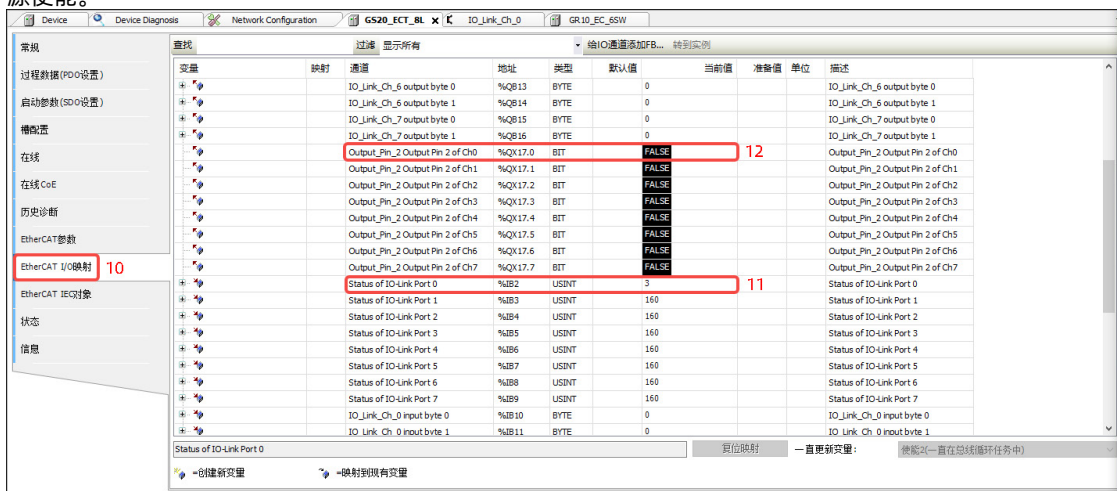 源使能。
Device Device Diagnosis Network Configuration GS20_ECT_8L IO_Link_Ch_0 GR10_EC_6SW
常规
过程数据(PDO设置)
启动参数(SDO设置)
槽配置
在线
在线CoE
历史诊断
EtherCAT参数
EtherCAT I/O映射 10
EtherCAT IEC对象
状态
信息
查找 过滤 显示所有 给IO通道添加FB... 转到实例
变量 映射 通道 地址 类型 默认值 当前值 准备值 单位 描述
IO_Link_Ch_6 output byte 0 %QB13 BYTE 0 IO_Link_Ch_6 output byte 0
IO_Link_Ch_6 output byte 1 %QB14 BYTE 0 IO_Link_Ch_6 output byte 1
IO_Link_Ch_7 output byte 0 %QB15 BYTE 0 IO_Link_Ch_7 output byte 0
IO_Link_Ch_7 output byte 1 %QB16 BYTE 0 IO_Link_Ch_7 output byte 1
Output_Pin_2 Output Pin 2 of Ch0 %QX17.0 BIT FALSE 12 Output_Pin_2 Output Pin 2 of Ch0
Output_Pin_2 Output Pin 2 of Ch1 %QX17.1 BIT FALSE Output_Pin_2 Output Pin 2 of Ch1
Output_Pin_2 Output Pin 2 of Ch2 %QX17.2 BIT FALSE Output_Pin_2 Output Pin 2 of Ch2
Output_Pin_2 Output Pin 2 of Ch3 %QX17.3 BIT FALSE Output_Pin_2 Output Pin 2 of Ch3
Output_Pin_2 Output Pin 2 of Ch4 %QX17.4 BIT FALSE Output_Pin_2 Output Pin 2 of Ch4
Output_Pin_2 Output Pin 2 of Ch5 %QX17.5 BIT FALSE Output_Pin_2 Output Pin 2 of Ch5
Output_Pin_2 Output Pin 2 of Ch6 %QX17.6 BIT FALSE Output_Pin_2 Output Pin 2 of Ch6
Output_Pin_2 Output Pin 2 of Ch7 %QX17.7 BIT FALSE Output_Pin_2 Output Pin 2 of Ch7
Status of IO-Link Port 0 %IB2 USINT 3 11 Status of IO-Link Port 0
Status of IO-Link Port 1 %IB3 USINT 160 Status of IO-Link Port 1
Status of IO-Link Port 2 %IB4 USINT 160 Status of IO-Link Port 2
Status of IO-Link Port 3 %IB5 USINT 160 Status of IO-Link Port 3
Status of IO-Link Port 4 %IB6 USINT 160 Status of IO-Link Port 4
Status of IO-Link Port 5 %IB7 USINT 160 Status of IO-Link Port 5
Status of IO-Link Port 6 %IB8 USINT 160 Status of IO-Link Port 6
Status of IO-Link Port 7 %IB9 USINT 160 Status of IO-Link Port 7
IO_Link_Ch_0 input byte 0 %IB10 BYTE 0 IO_Link_Ch_0 input byte 0
IO_Link_Ch_0 input byte 1 %IB11 BYTE 0 IO_Link_Ch_0 input byte 1
Status of IO-Link Port 0 复位映射 一直更新变量: 使能2(一直在总线循环任务中)
=创建新变量 =映射到现有变量